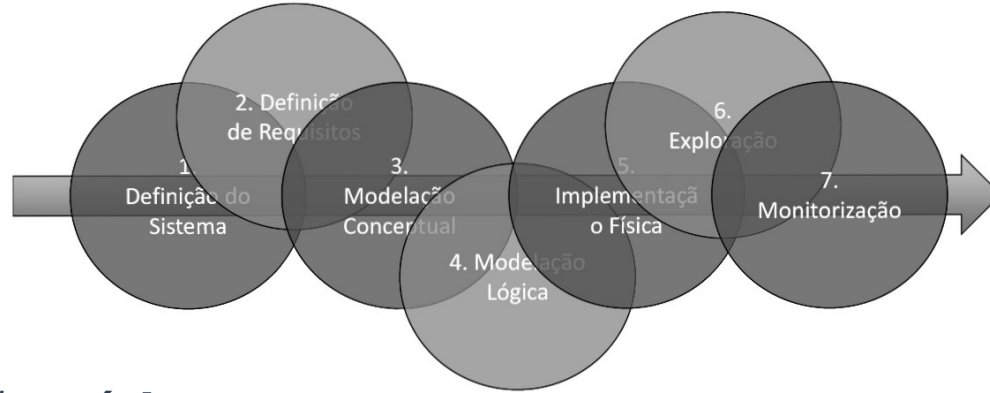 1.
Definição do
Sistema
2. Definição
de Requisitos
3.
Modelação
Conceptual
4. Modelação
Lógica
5.
Implementaçã
o Física
6.
Exploração
7.
Monitorização